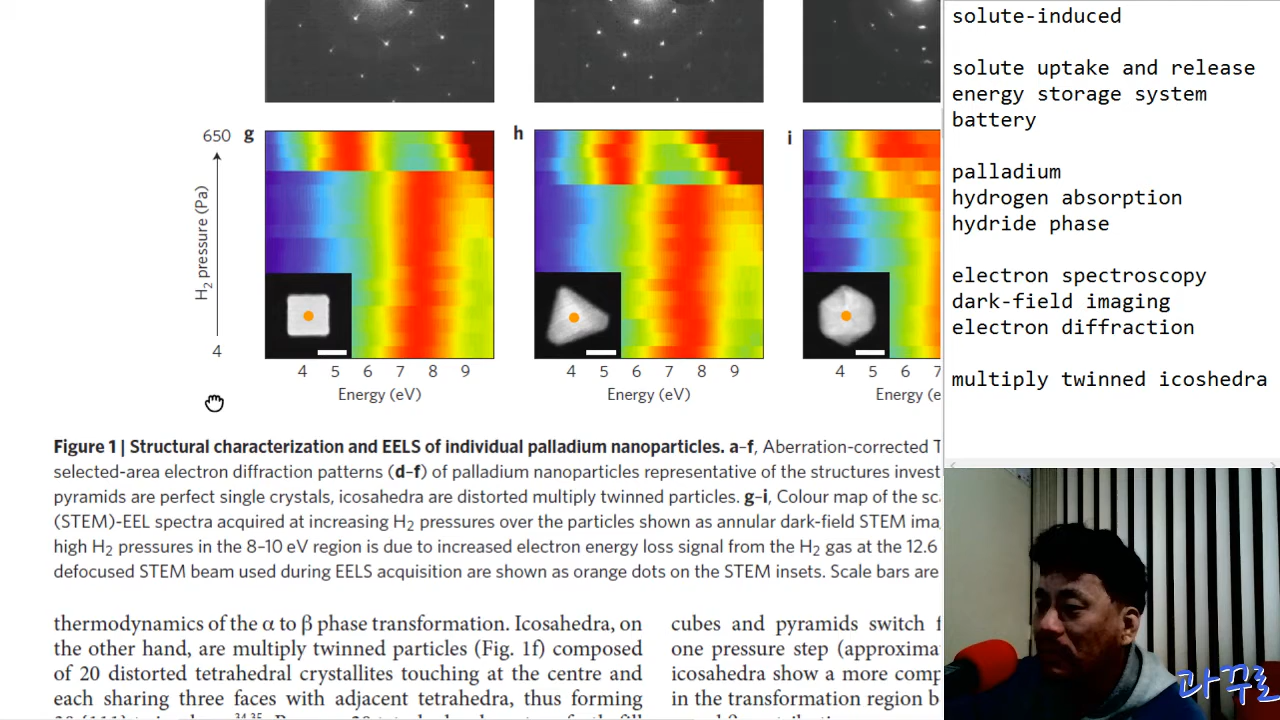 solute-induced
solute uptake and release
energy storage system
battery
palladium
hydrogen absorption
hydride phase
electron spectroscopy
dark-field imaging
electron diffraction
multiply twinned icoshedra
650
g
h
i
H2 pressure (Pa)
4
4 5 6 7 8 9
4 5 6 7 8 9
4 5 6 7
Energy (eV)
Energy (eV)
Energy (e
Figure 1 | Structural characterization and EELS of individual palladium nanoparticles. a–f, Aberration-corrected T
selected-area electron diffraction patterns (d–f) of palladium nanoparticles representative of the structures invest
pyramids are perfect single crystals, icosahedra are distorted multiply twinned particles. g–i, Colour map of the sca
(STEM)-EEL spectra acquired at increasing H2 pressures over the particles shown as annular dark-field STEM ima
high H2 pressures in the 8–10 eV region is due to increased electron energy loss signal from the H2 gas at the 12.6
defocused STEM beam used during EELS acquisition are shown as orange dots on the STEM insets. Scale bars are
thermodynamics of the α to β phase transformation. Icosahedra, on
the other hand, are multiply twinned particles (Fig. 1f) composed
of 20 distorted tetrahedral crystallites touching at the centre and
each sharing three faces with adjacent tetrahedra, thus forming
cubes and pyramids switch f
one pressure step (approxima
icosahedra show a more comp
in the transformation region b
과꾸로